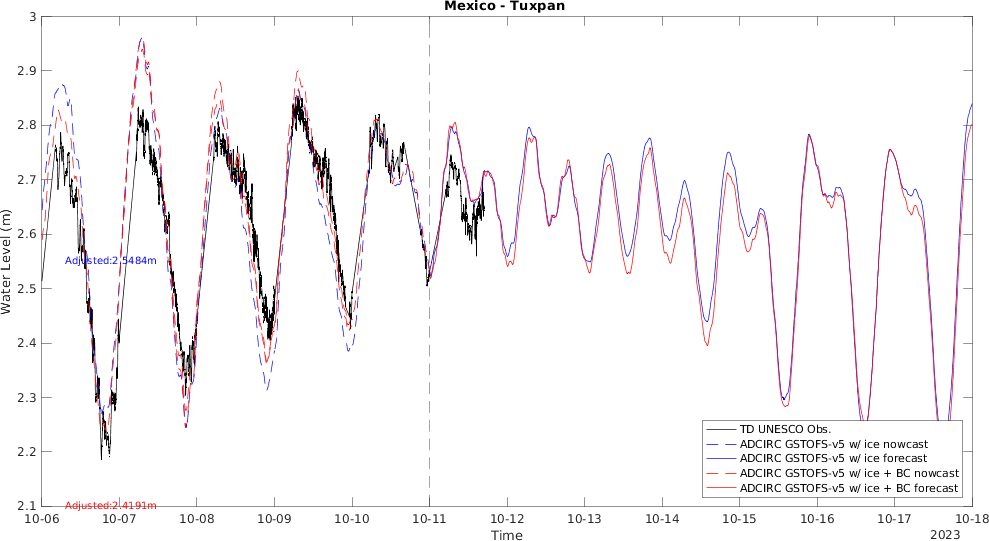 Mexico - Tuxpan
3
2.9
2.8
2.7
2.6
2.5
2.4
2.3
2.2
2.1
Water Level (m)
Adjusted:2.5484m
Adjusted:2.4191m
TD UNESCO Obs.
ADCIRC GSTOFS-v5 w/ ice nowcast
ADCIRC GSTOFS-v5 w/ ice forecast
ADCIRC GSTOFS-v5 w/ ice + BC nowcast
ADCIRC GSTOFS-v5 w/ ice + BC forecast
10-06 10-07 10-08 10-09 10-10 10-11 10-12 10-13 10-14 10-15 10-16 10-17 10-18
Time
2023